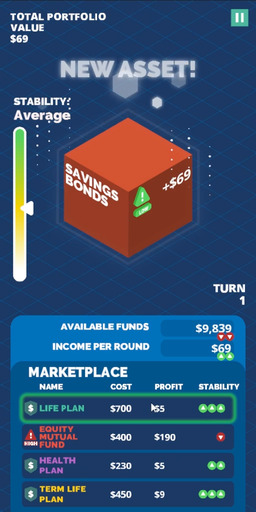 TOTAL PORTFOLIO
VALUE
$69
NEW ASSET!
STABILITY:
Average
SAVINGS
BONDS
LOW
+$69
TURN
1
AVAILABLE FUNDS $9,839
INCOME PER ROUND $69
MARKETPLACE
NAME COST PROFIT STABILITY
LIFE PLAN $700 $5
HIGH EQUITY
MUTUAL
FUND $400 $190
HEALTH
PLAN $230 $5
TERM LIFE
PLAN $450 $9